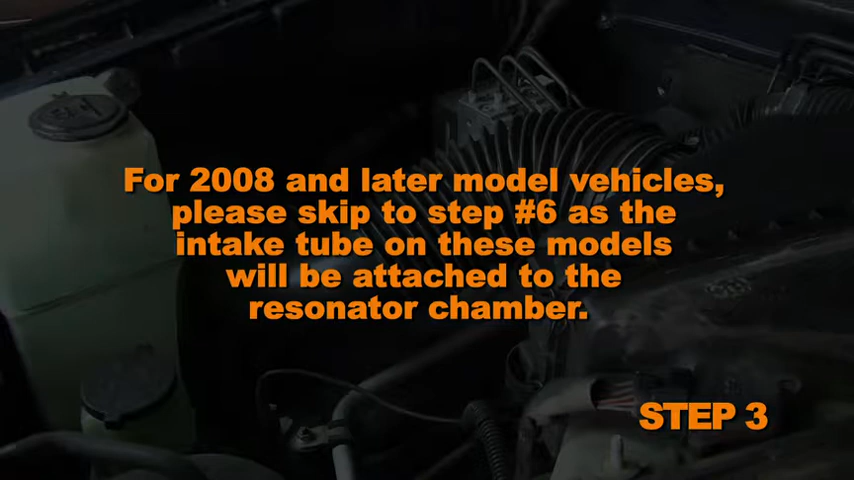 For 2008 and later model vehicles,
please skip to step #6 as the
intake tube on these models
will be attached to the
resonator chamber.
STEP 3